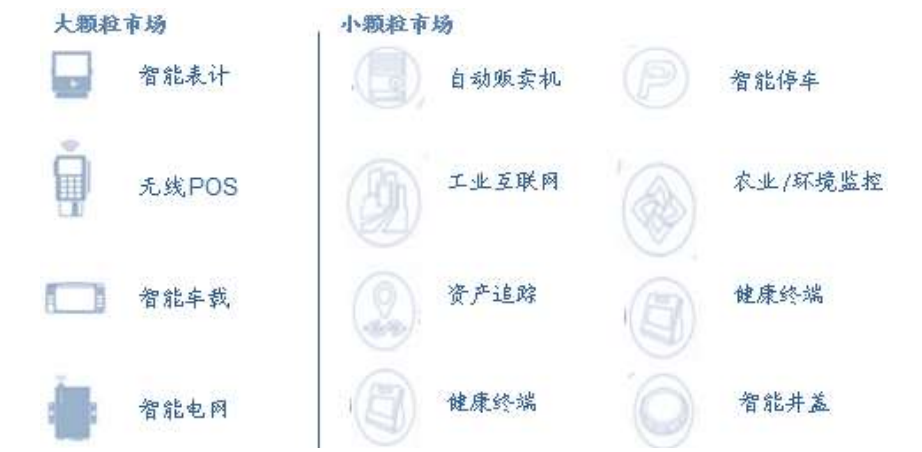 大颗粒市场
智能表计
无线POS
智能车载
智能电网
小颗粒市场
自动贩卖机
智能停车
工业互联网
农业/环境监控
资产追踪
健康终端
健康终端
智能井盖